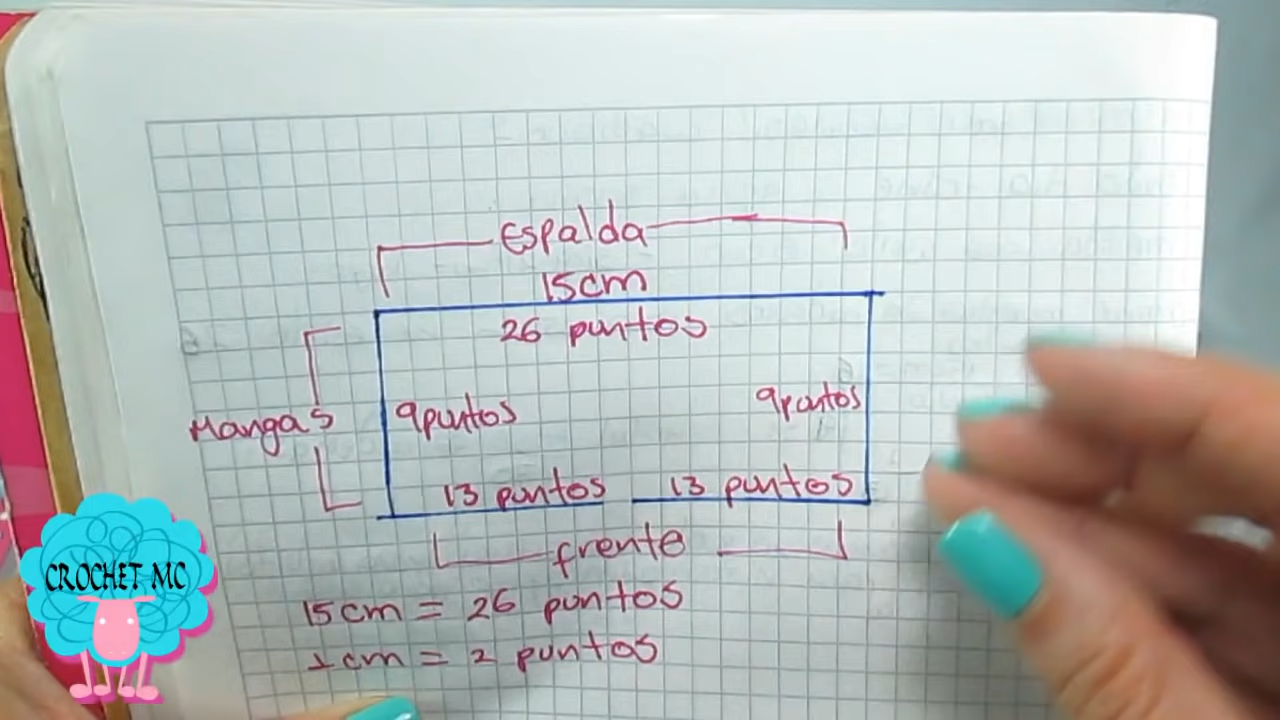 Espalda
15cm
26 puntos
Mangas 9puntos 9puntos
13 puntos 13 puntos
frente
15cm = 26 puntos
1cm = 2 puntos
CROCHET MC